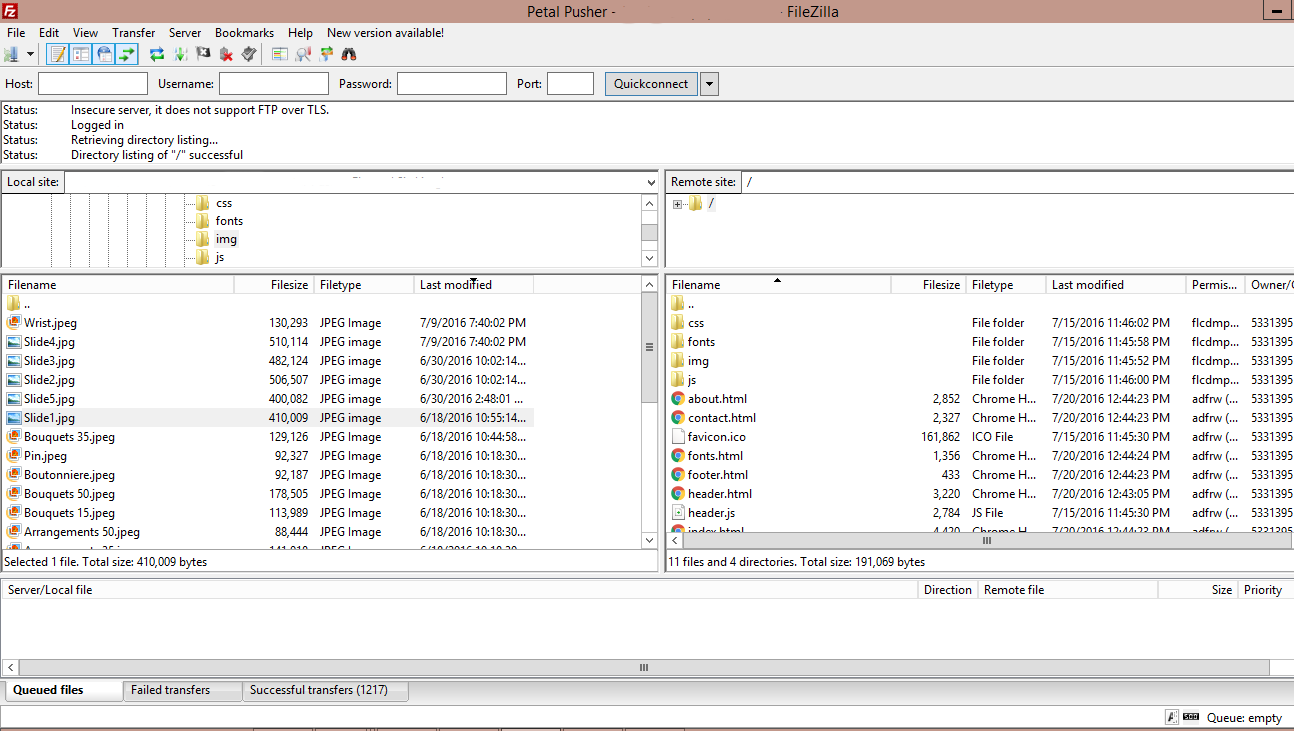 Fz Petal Pusher - - FileZilla
File Edit View Transfer Server Bookmarks Help New version available!
Host: Username: Password: Port: Quickconnect
Status: Insecure server, it does not support FTP over TLS.
Status: Logged in
Status: Retrieving directory listing...
Status: Directory listing of "/" successful
Local site: Remote site: /
css /
fonts
img
js
Filename Filesize Filetype Last modified Filename Filesize Filetype Last modified Permis... Owner/G
.. ..
Wrist.jpeg 130,293 JPEG Image 7/9/2016 7:40:02 PM css File folder 7/15/2016 11:46:02 PM flcdmp... 5331395
Slide4.jpg 510,114 JPEG image 7/9/2016 7:40:02 PM fonts File folder 7/15/2016 11:45:58 PM flcdmp... 5331395
Slide3.jpg 482,124 JPEG image 6/30/2016 10:02:14... img File folder 7/15/2016 11:45:52 PM flcdmp... 5331395
Slide2.jpg 506,507 JPEG image 6/30/2016 10:02:14... js File folder 7/15/2016 11:46:00 PM flcdmp... 5331395
Slide5.jpg 400,082 JPEG image 6/30/2016 2:48:01 ... about.html 2,852 Chrome H... 7/20/2016 12:44:23 PM adfrw (... 5331395
Slide1.jpg 410,009 JPEG image 6/18/2016 10:55:14... contact.html 2,327 Chrome H... 7/20/2016 12:44:23 PM adfrw (... 5331395
Bouquets 35.jpeg 129,126 JPEG Image 6/18/2016 10:44:58... favicon.ico 161,862 ICO File 7/15/2016 11:45:30 PM adfrw (... 5331395
Pin.jpeg 92,327 JPEG Image 6/18/2016 10:18:30... fonts.html 1,356 Chrome H... 7/20/2016 12:44:24 PM adfrw (... 5331395
Boutonniere.jpeg 92,187 JPEG Image 6/18/2016 10:18:30... footer.html 433 Chrome H... 7/20/2016 12:44:23 PM adfrw (... 5331395
Bouquets 50.jpeg 178,505 JPEG Image 6/18/2016 10:18:30... header.html 3,220 Chrome H... 7/20/2016 12:43:05 PM adfrw (... 5331395
Bouquets 15.jpeg 113,989 JPEG Image 6/18/2016 10:18:30... header.js 2,784 JS File 7/15/2016 11:45:30 PM adfrw (... 5331395
Arrangements 50.jpeg 88,444 JPEG Image 6/18/2016 10:18:30... index.html 4,420 Chrome H... 7/20/2016 12:44:23 PM adfrw (... 5331395
Selected 1 file. Total size: 410,009 bytes 11 files and 4 directories. Total size: 191,069 bytes
Server/Local file Direction Remote file Size Priority
Queued files Failed transfers Successful transfers (1217)
Queue: empty